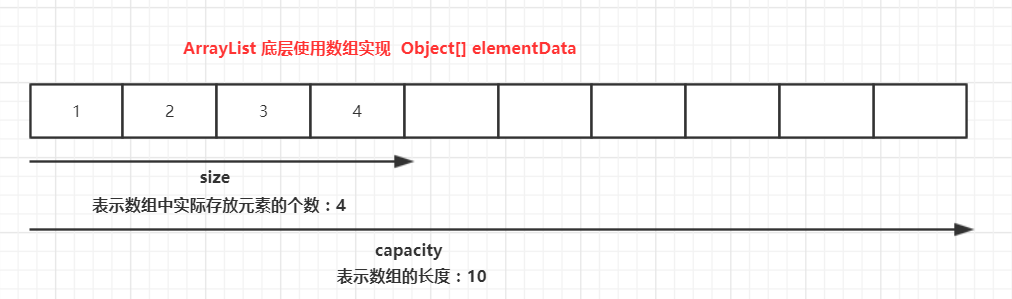 ArrayList 底层使用数组实现 Object[] elementData
1 2 3 4
size
表示数组中实际存放元素的个数：4
capacity
表示数组的长度：10